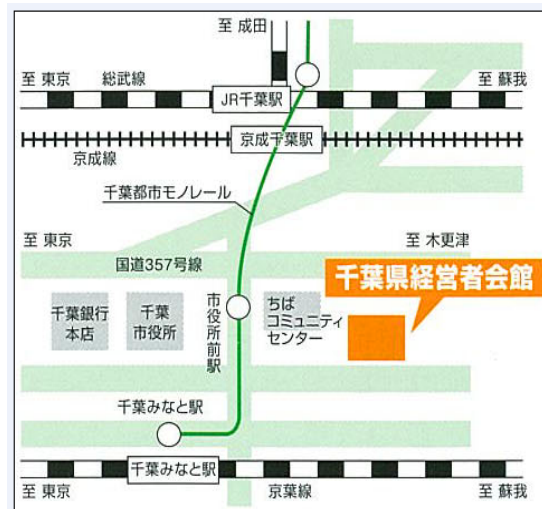 至 成田
至 東京
総武線
至 蘇我
JR千葉駅
京成千葉駅
京成線
千葉都市モノレール
至 東京
至 木更津
国道357号線
千葉県経営者会館
千葉銀行
本店
千葉
市役所
市役所前駅
ちば
コミュニティ
センター
千葉みなと駅
千葉みなと駅
至 東京
京葉線
至 蘇我